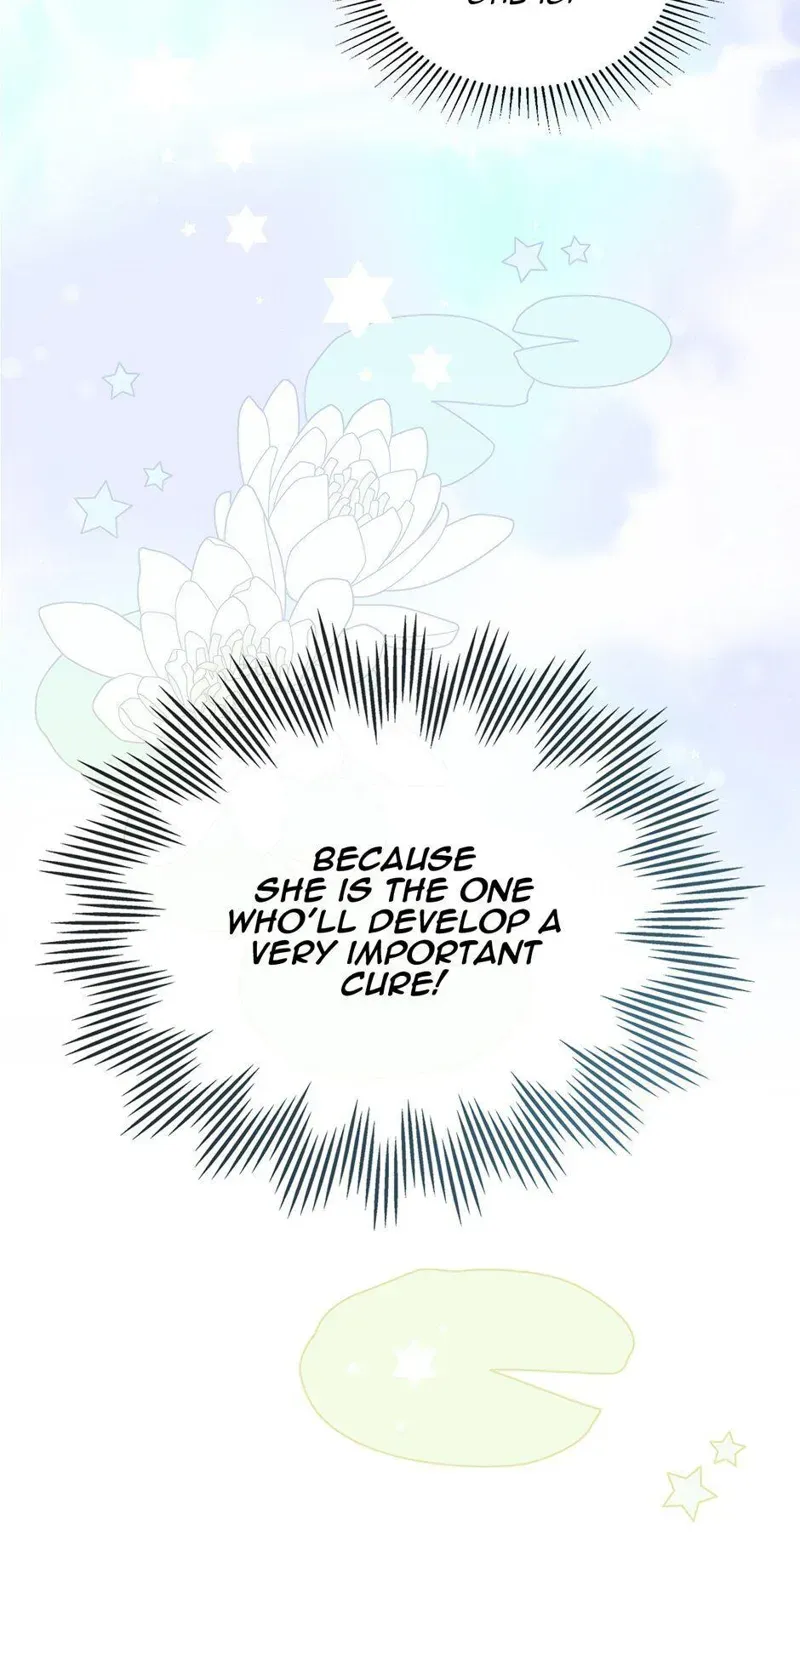 BECAUSE
SHE IS THE ONE
WHO'LL DEVELOP A
VERY IMPORTANT
CURE!